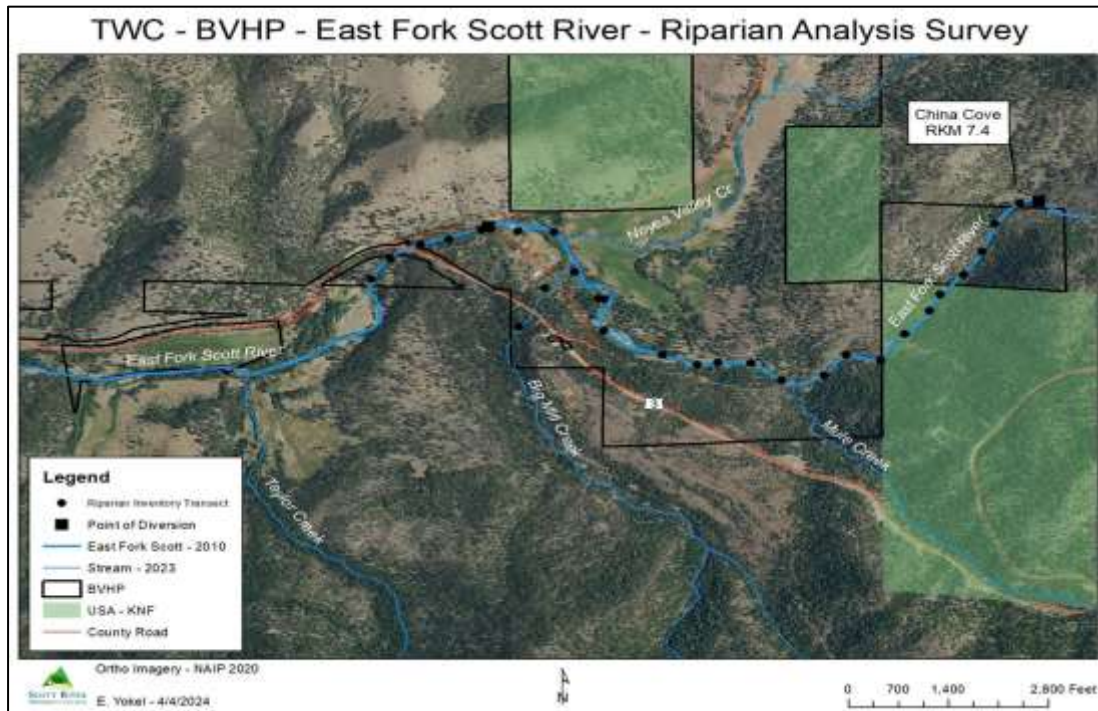 TWC - BVHP - East Fork Scott River - Riparian Analysis Survey
China Cove
RKM 7.4
Noyes Valley Cr
East Fork Scott River
East Fork Scott River
3
Big Mill Creek
Mule Creek
Taylor Creek
Legend
Riparian Inventory Transect
Point of Diversion
East Fork Scott - 2010
Stream - 2023
BVHP
USA - KNF
County Road
Ortho Imagery - NAIP 2020
SCOTT RIVER
E. Yokel - 4/4/2024
N
0 700 1,400 2,800 Feet